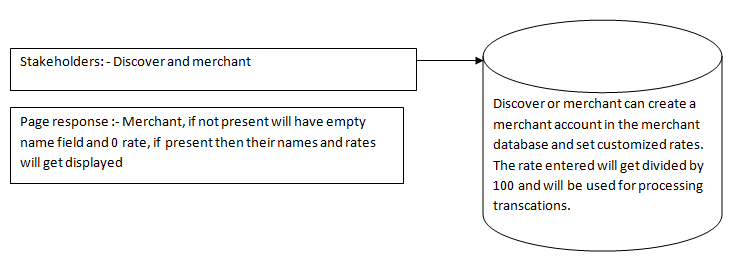 Stakeholders: - Discover and merchant
Page response :- Merchant, if not present will have empty
name field and 0 rate, if present then their names and rates
will get displayed
Discover or merchant can create a
merchant account in the merchant
database and set customized rates.
The rate entered will get divided by
100 and will be used for processing
transcations.